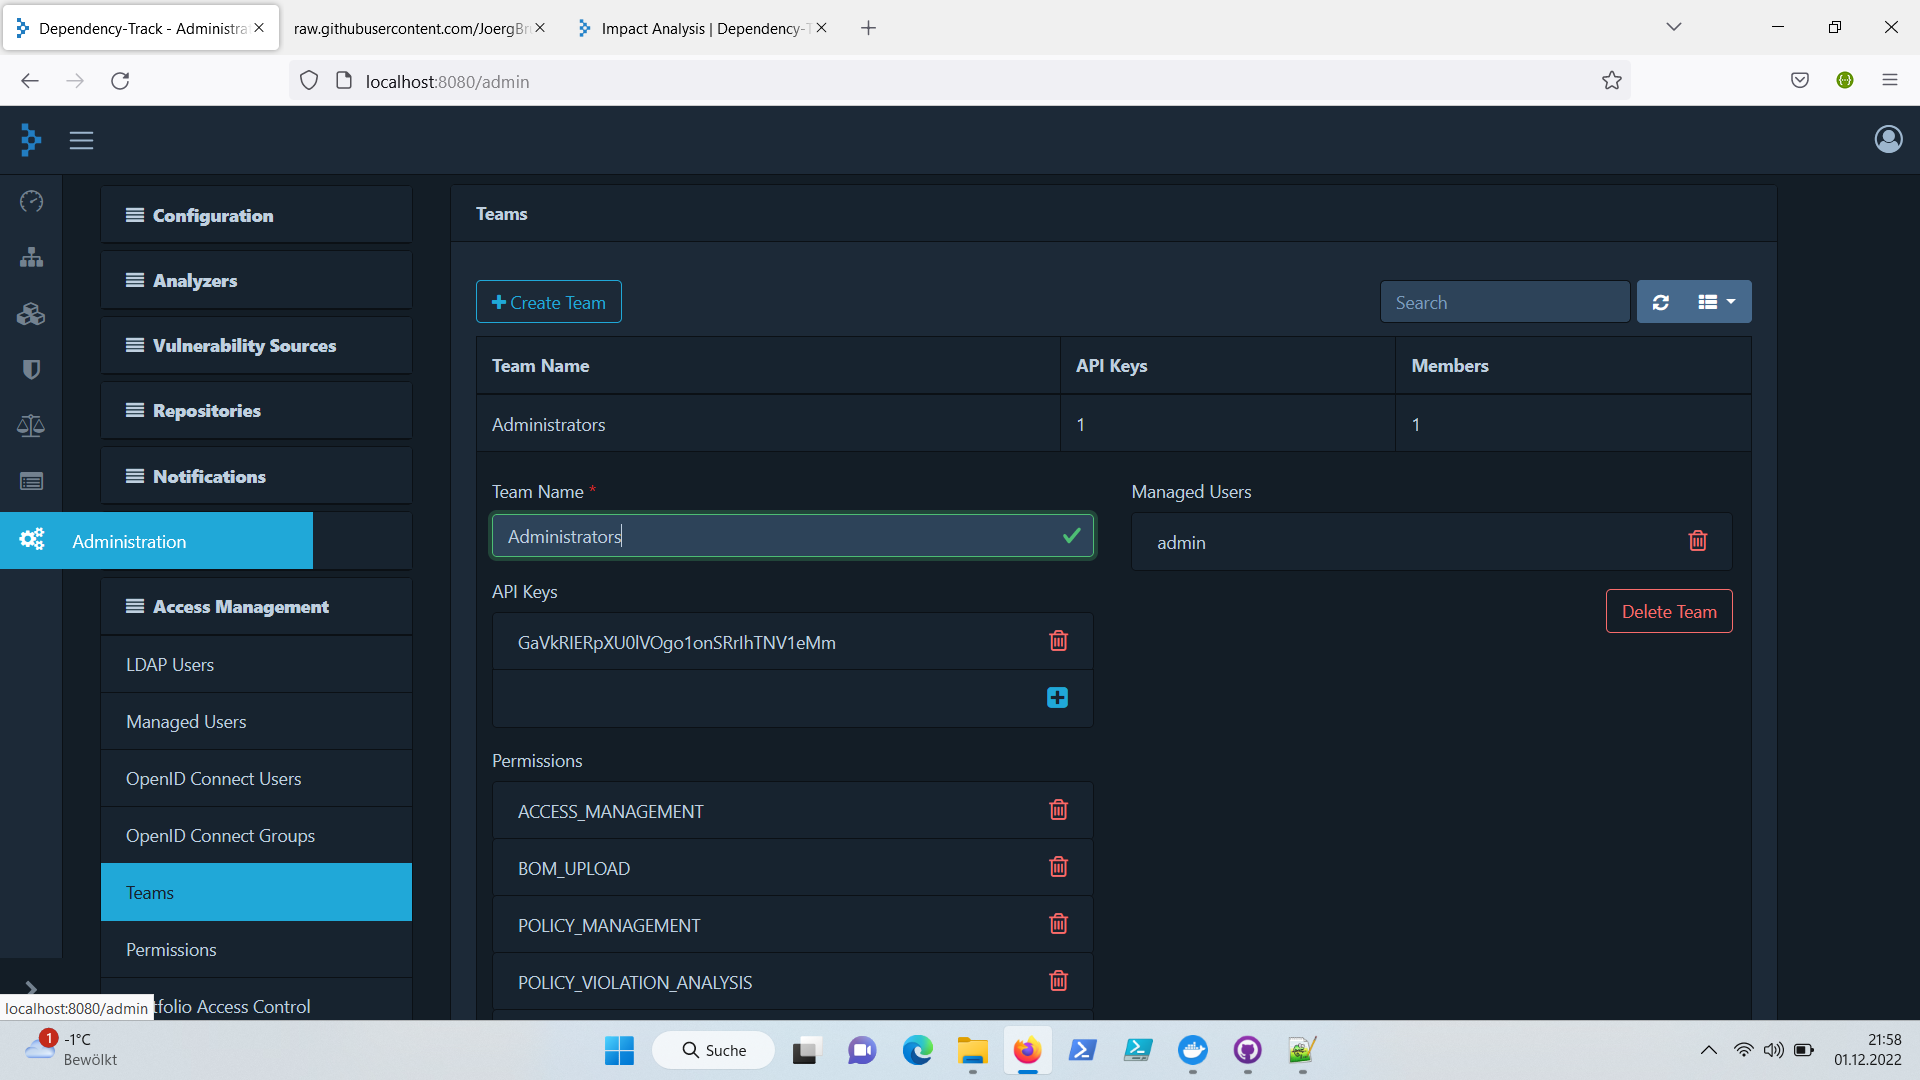 Dependency-Track - Administra
raw.githubusercontent.com/JoergBr
Impact Analysis | Dependency-T
localhost:8080/admin
Configuration
Analyzers
Vulnerability Sources
Repositories
Notifications
Administration
Access Management
LDAP Users
Managed Users
OpenID Connect Users
OpenID Connect Groups
Teams
Permissions
tfolio Access Control
Teams
Create Team
Search
Team Name API Keys Members
Administrators 1 1
Team Name *
Administrators
API Keys
GaVkRIERpXU0lVOgo1onSRrIhTNV1eMm
Permissions
ACCESS_MANAGEMENT
BOM_UPLOAD
POLICY_MANAGEMENT
POLICY_VIOLATION_ANALYSIS
Managed Users
admin
Delete Team
localhost:8080/admin
1
-1°C
Bewölkt
Suche
21:58
01.12.2022